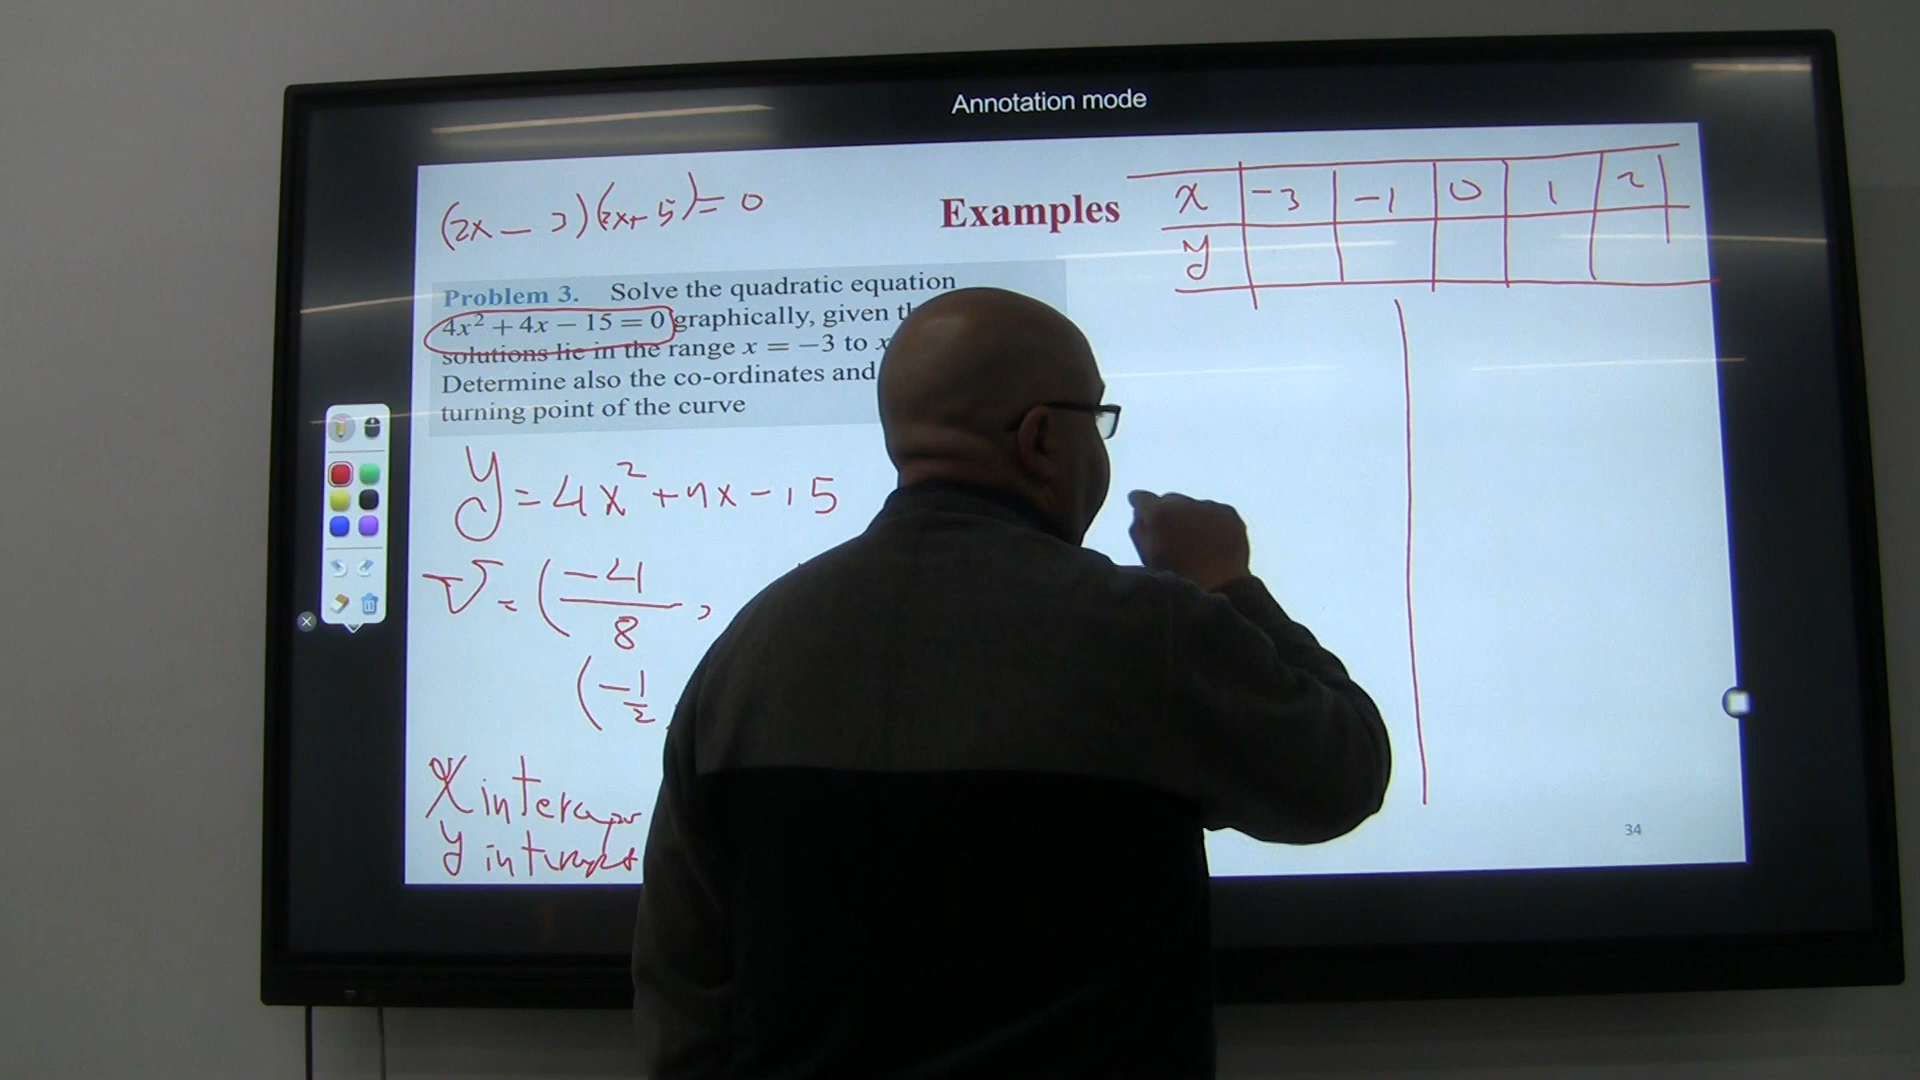 Annotation mode
(2x - 3)(2x+ 5)= 0
Examples
x -3 -1 0 1 2
y
Problem 3. Solve the quadratic equation
4x² + 4x − 15 = 0 graphically, given
solutions lie in the range x = −3 to x
Determine also the co-ordinates and
turning point of the curve
y = 4x² + 4x - 15
V = (-4/8 ,
(-1/2
x intercept
y intercept
34